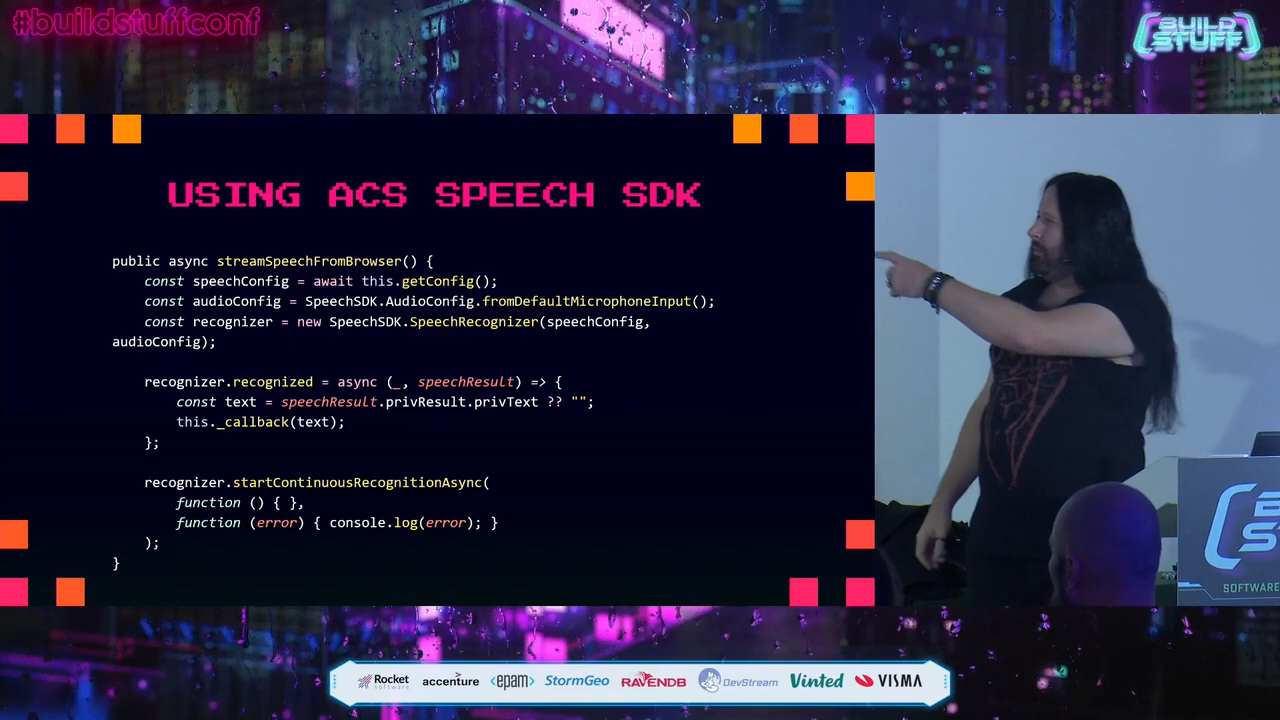 #buildstuffconf
BUILD
STUFF
USING ACS SPEECH SDK
public async streamSpeechFromBrowser() {
const speechConfig = await this.getConfig();
const audioConfig = SpeechSDK.AudioConfig.fromDefaultMicrophoneInput();
const recognizer = new SpeechSDK.SpeechRecognizer(speechConfig,
audioConfig);
recognizer.recognized = async (_, speechResult) => {
const text = speechResult.privResult.privText ?? "";
this._callback(text);
};
recognizer.startContinuousRecognitionAsync(
function () { },
function (error) { console.log(error); }
);
}
SOFTWARE
Rocket
software
accenture
<epam>
StormGeo
RAVENDB
DevStream
Vinted
VISMA